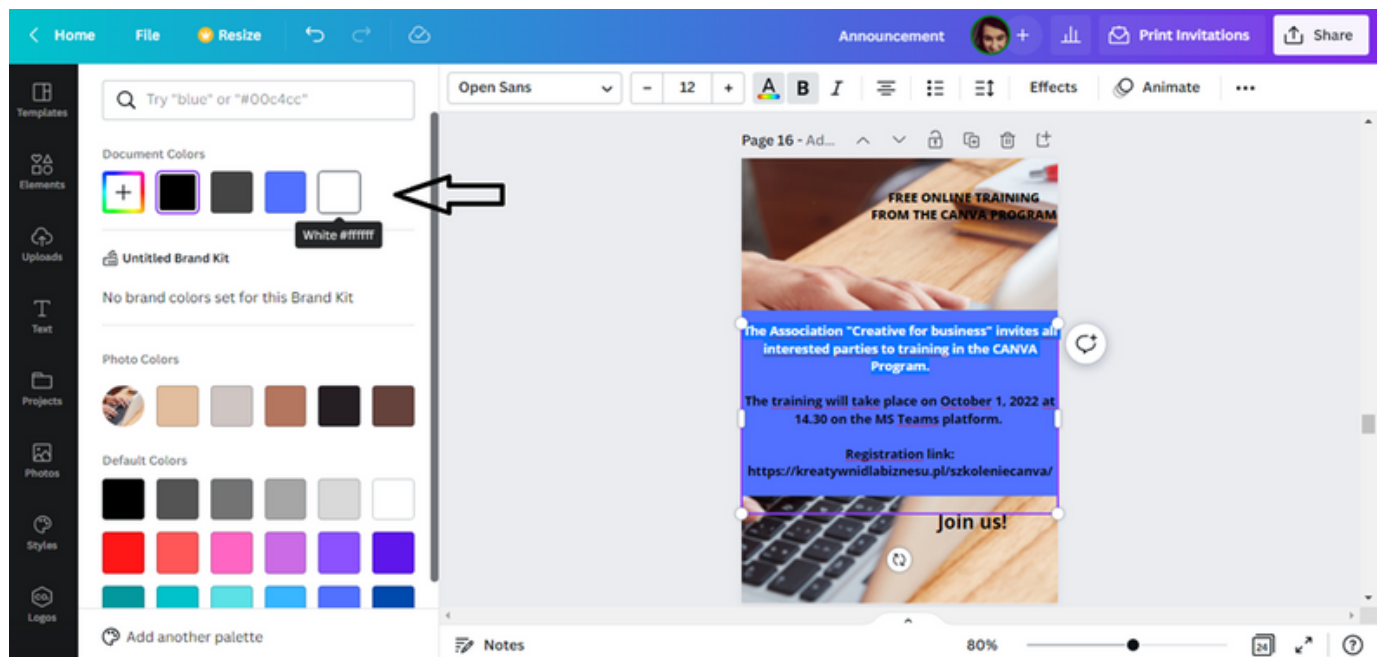 Home File Resize Announcement + Print Invitations Share
Templates
Elements
Uploads
Text
Projects
Photos
Styles
CO.
Logos
Try "blue" or "#00c4cc"
Document Colors
+
White #ffffff
Untitled Brand Kit
No brand colors set for this Brand Kit
Photo Colors
Default Colors
Add another palette
Open Sans - 12 + A B I Effects Animate ...
Page 16 - Ad...
FREE ONLINE TRAINING
FROM THE CANVA PROGRAM
The Association "Creative for business" invites all
interested parties to training in the CANVA
Program.
The training will take place on October 1, 2022 at
14.30 on the MS Teams platform.
Registration link:
https://kreatywnidlabiznesu.pl/szkoleniecanva/
Join us!
Notes 80% 24 ?